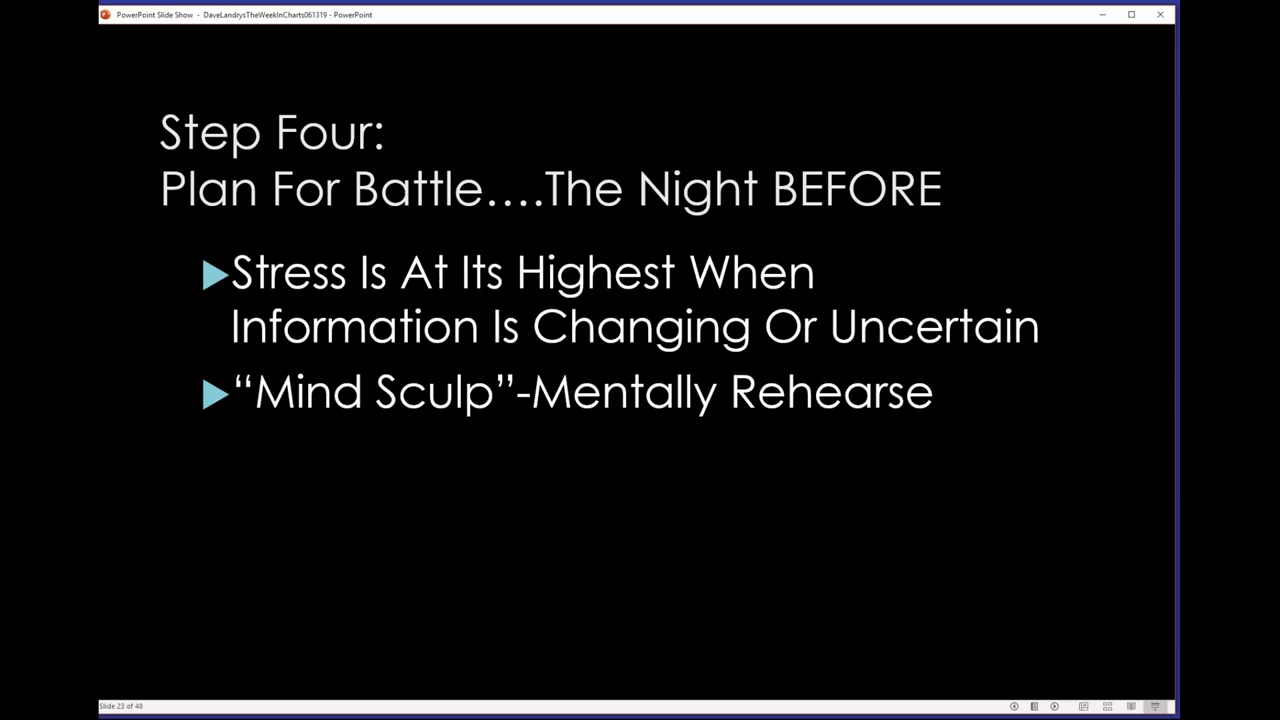 PowerPoint Slide Show - DaveLandrysTheWeekInCharts061319 - PowerPoint
Step Four:
Plan For Battle....The Night BEFORE
Stress Is At Its Highest When
Information Is Changing Or Uncertain
“Mind Sculp”-Mentally Rehearse
Slide 23 of 48